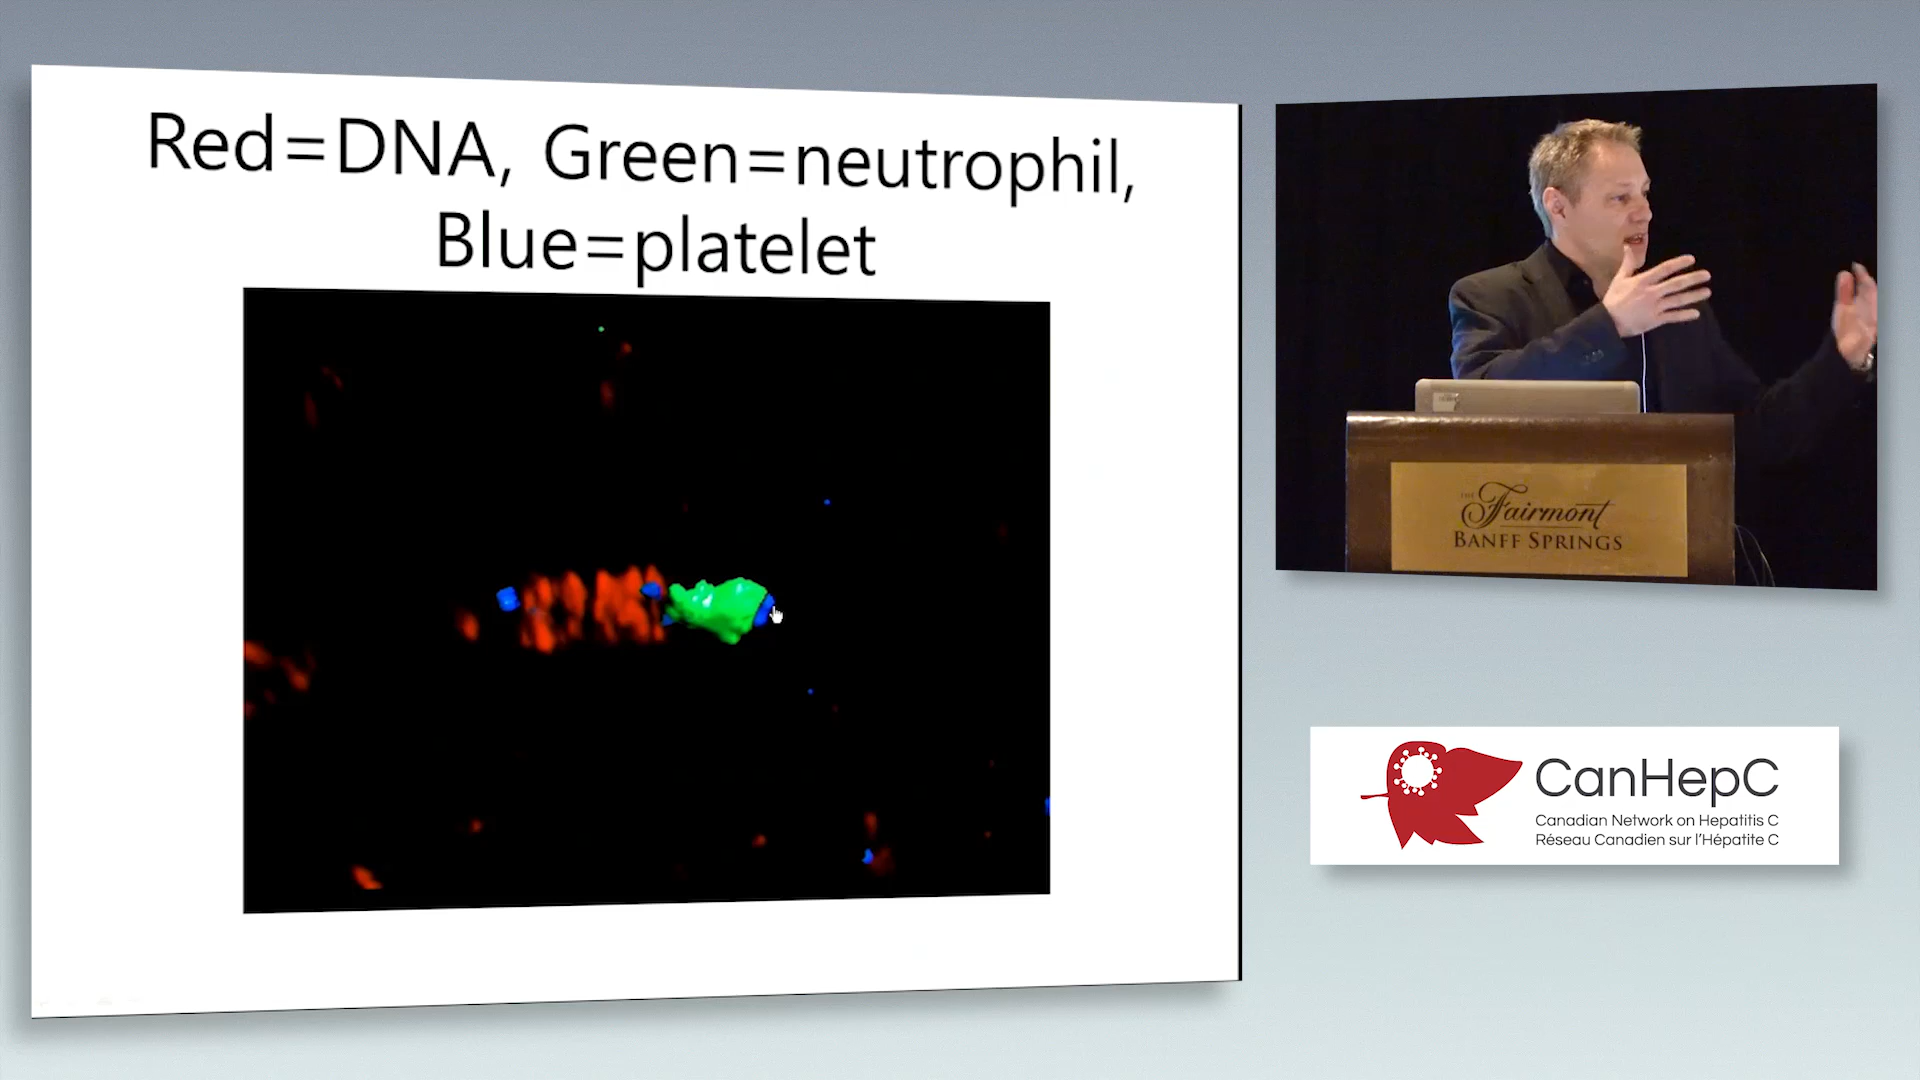 Red=DNA, Green=neutrophil,
Blue=platelet
THE
Fairmont
BANFF SPRINGS
CanHepC
Canadian Network on Hepatitis C
Réseau Canadien sur l'Hépatite C